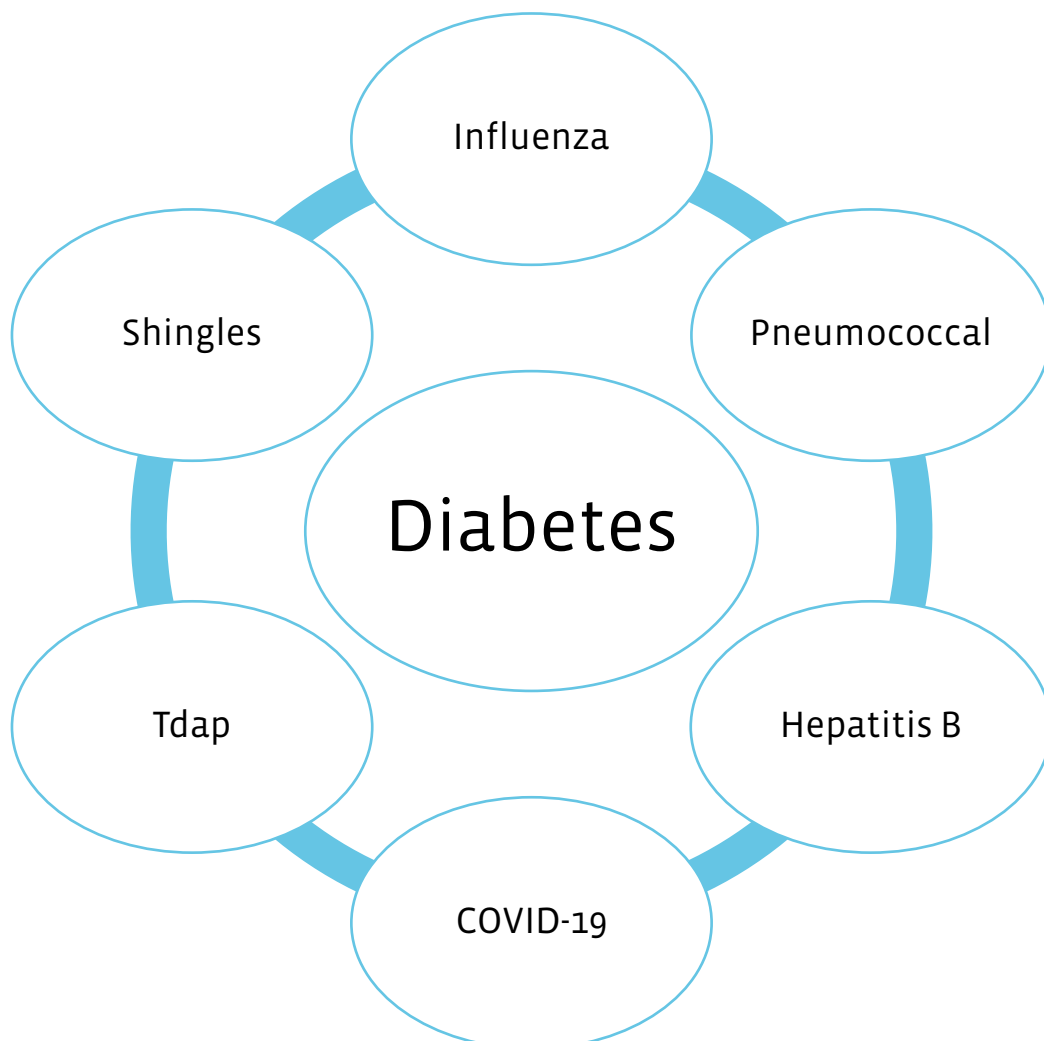 Influenza
Shingles
Pneumococcal
Diabetes
Tdap
Hepatitis B
COVID-19